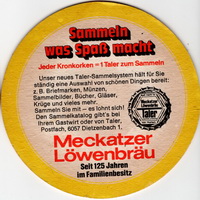 Sammeln
was Spaß macht
Jeder Kronkorken = 1 Taler zum Sammeln
Unser neues Taler-Sammelsystem hält für Sie
ständig eine Auswahl von schönen Dingen bereit:
z.B. Briefmarken, Münzen,
Sammelbilder, Bücher, Gläser,
Krüge und vieles mehr.
Sammeln Sie mit – es lohnt sich!
Den Sammelkatalog gibt's bei
Ihrem Gastwirt oder von Taler,
Postfach, 6057 Dietzenbach 1.
Meckatzer
Löwenbräu
Taler
Meckatzer
Löwenbräu
Seit 125 Jahren
im Familienbesitz